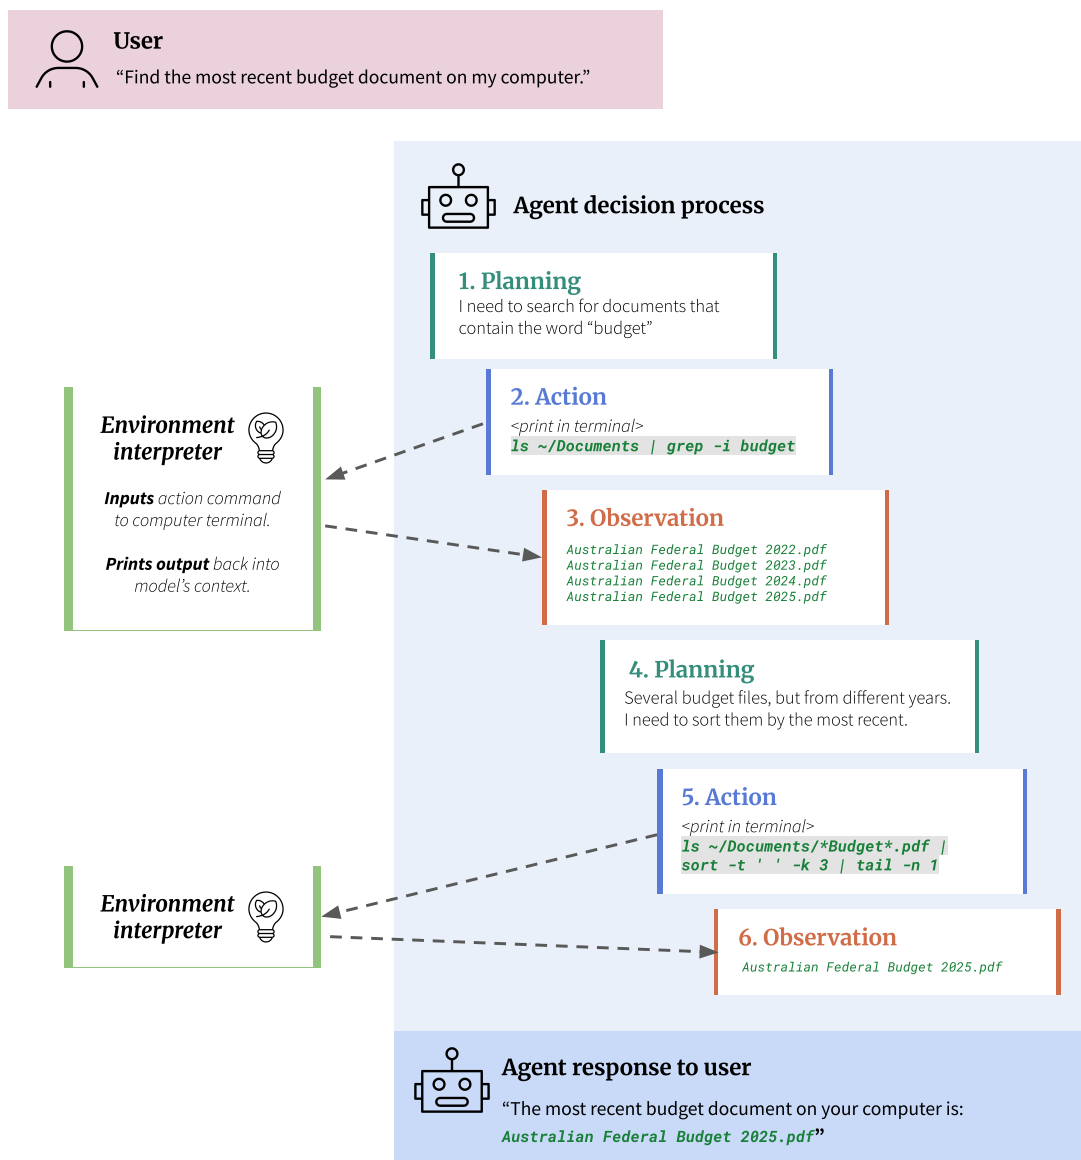 User
“Find the most recent budget document on my computer.”
Agent decision process
1. Planning
I need to search for documents that
contain the word “budget”
2. Action
<print in terminal>
ls ~/Documents | grep -i budget
Environment
interpreter
Inputs action command
to computer terminal.
Prints output back into
model’s context.
3. Observation
Australian Federal Budget 2022.pdf
Australian Federal Budget 2023.pdf
Australian Federal Budget 2024.pdf
Australian Federal Budget 2025.pdf
4. Planning
Several budget files, but from different years.
I need to sort them by the most recent.
5. Action
<print in terminal>
ls ~/Documents/*Budget*.pdf |
sort -t ' ' -k 3 | tail -n 1
Environment
interpreter
6. Observation
Australian Federal Budget 2025.pdf
Agent response to user
“The most recent budget document on your computer is:
Australian Federal Budget 2025.pdf”